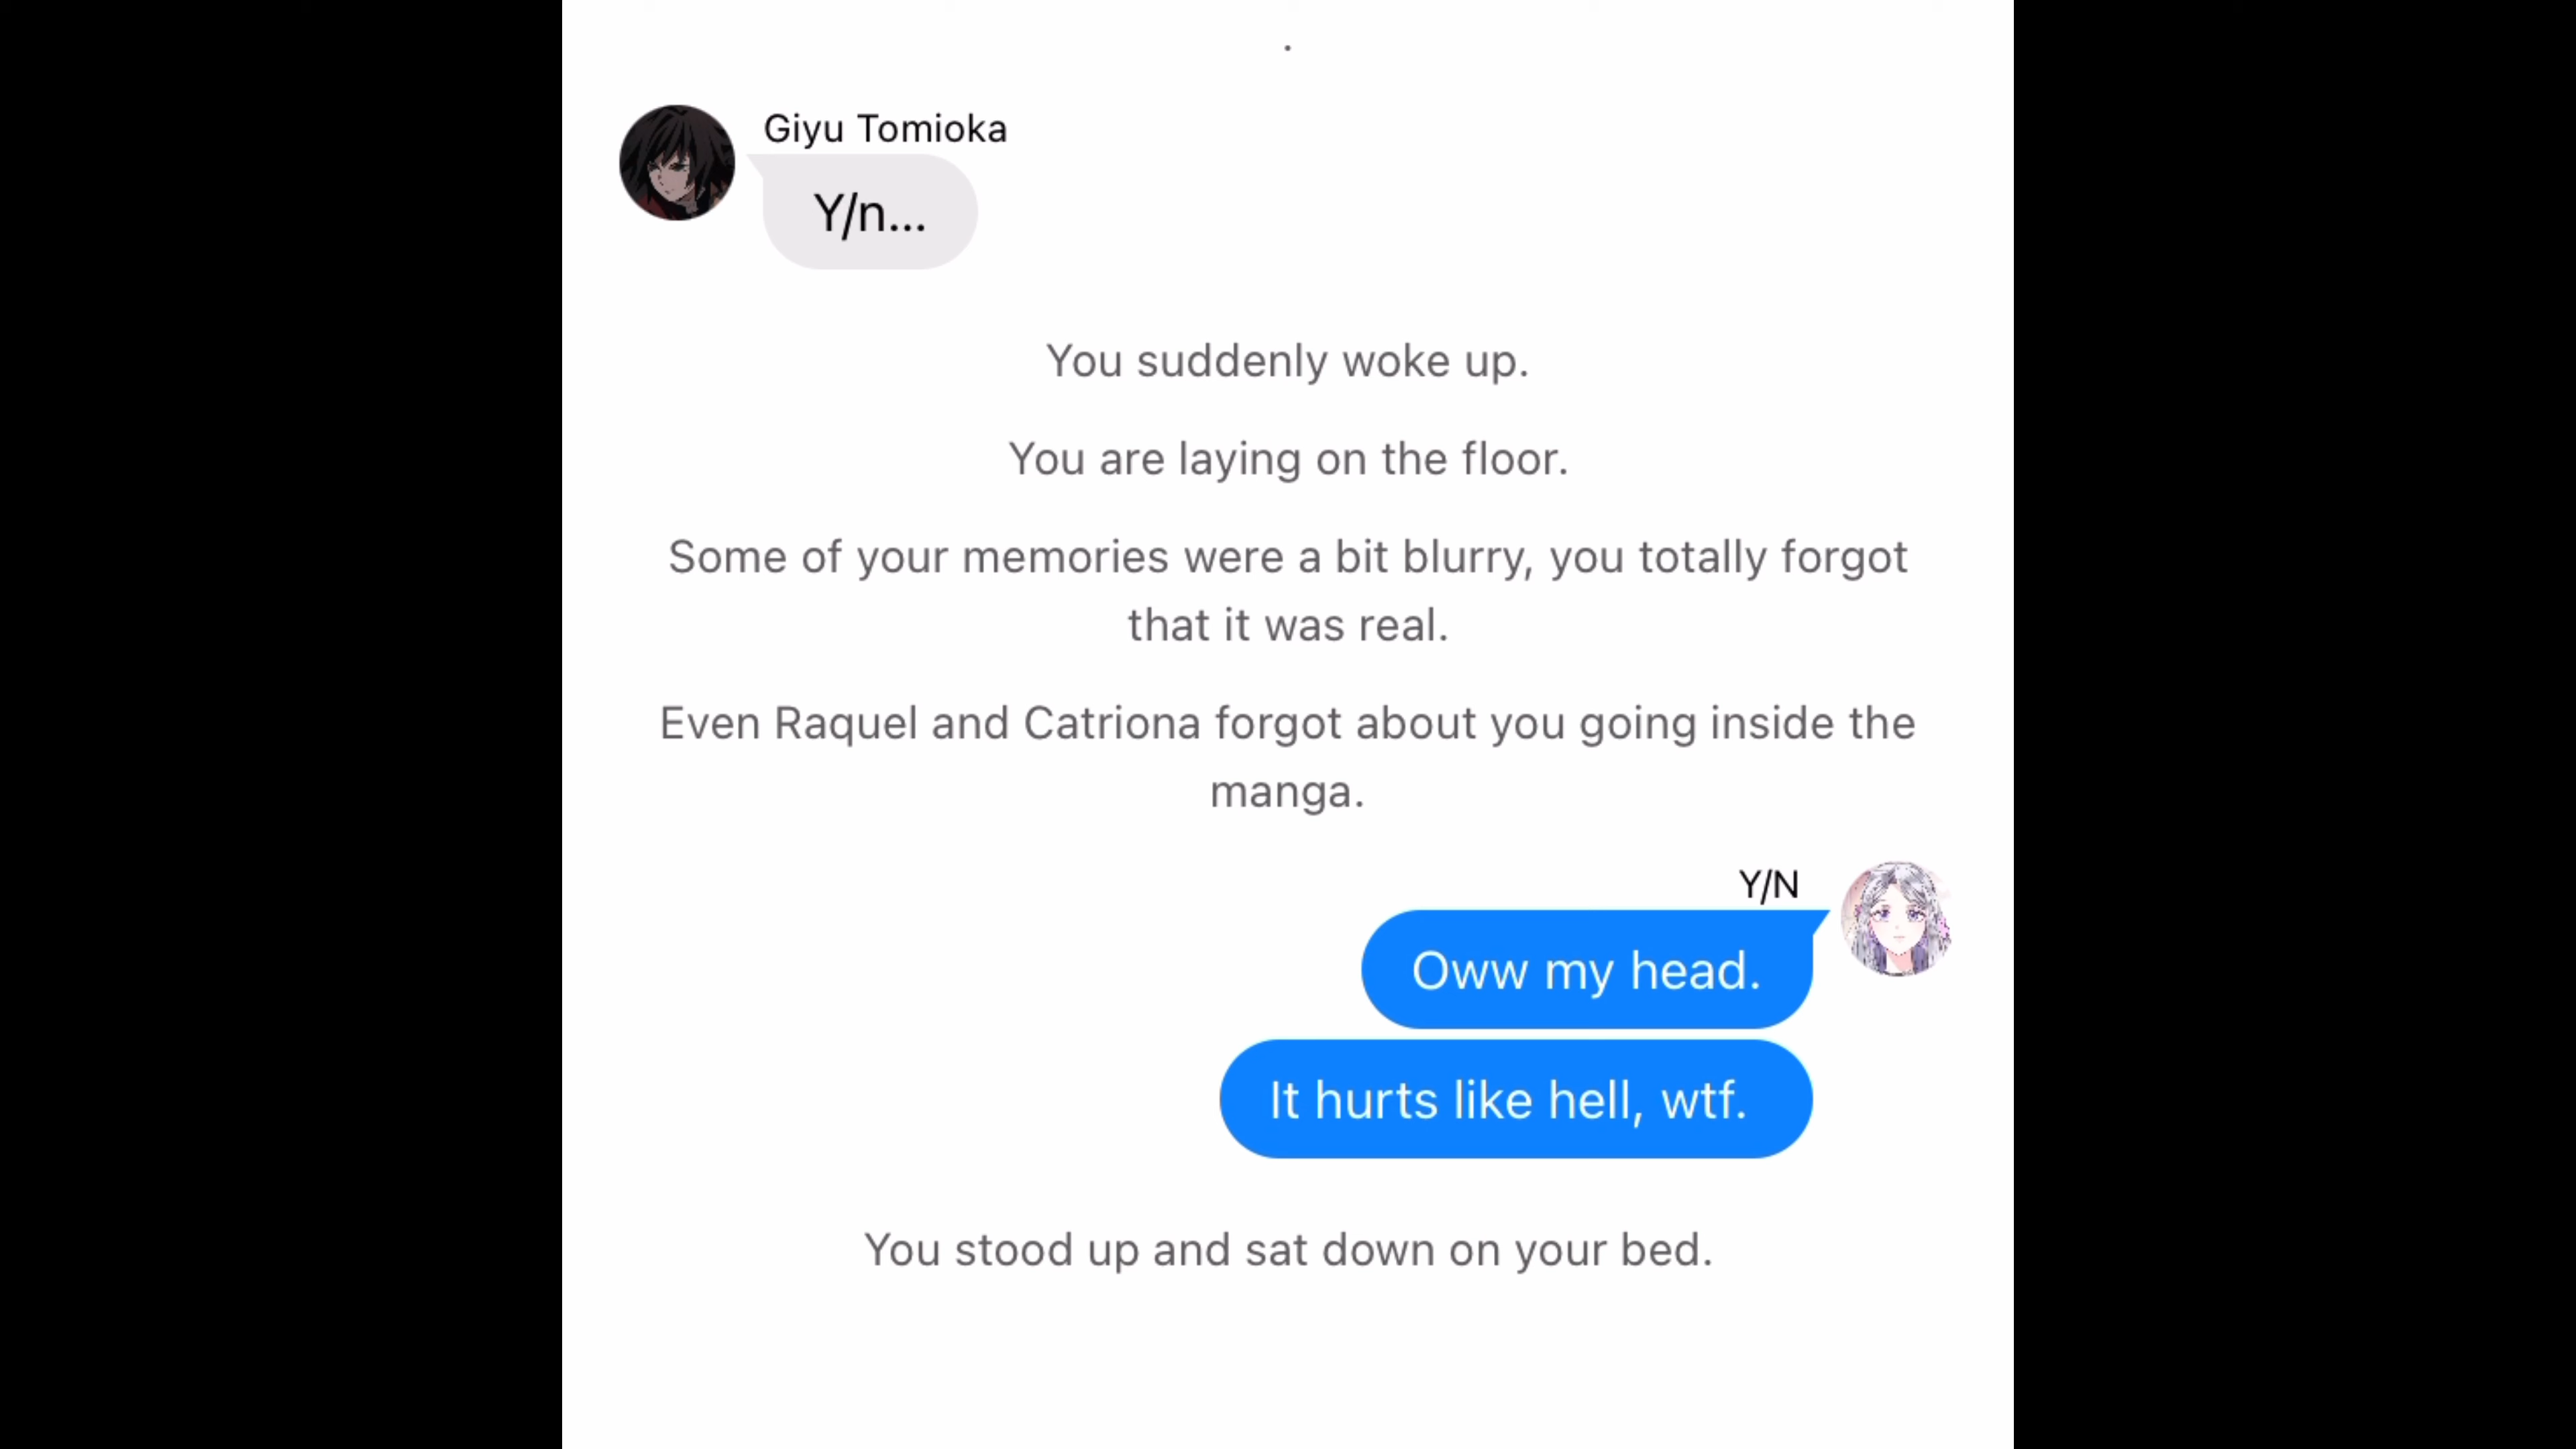 .
Giyu Tomioka
Y/n...
You suddenly woke up.
You are laying on the floor.
Some of your memories were a bit blurry, you totally forgot
that it was real.
Even Raquel and Catriona forgot about you going inside the
manga.
Y/N
Oww my head.
It hurts like hell, wtf.
You stood up and sat down on your bed.